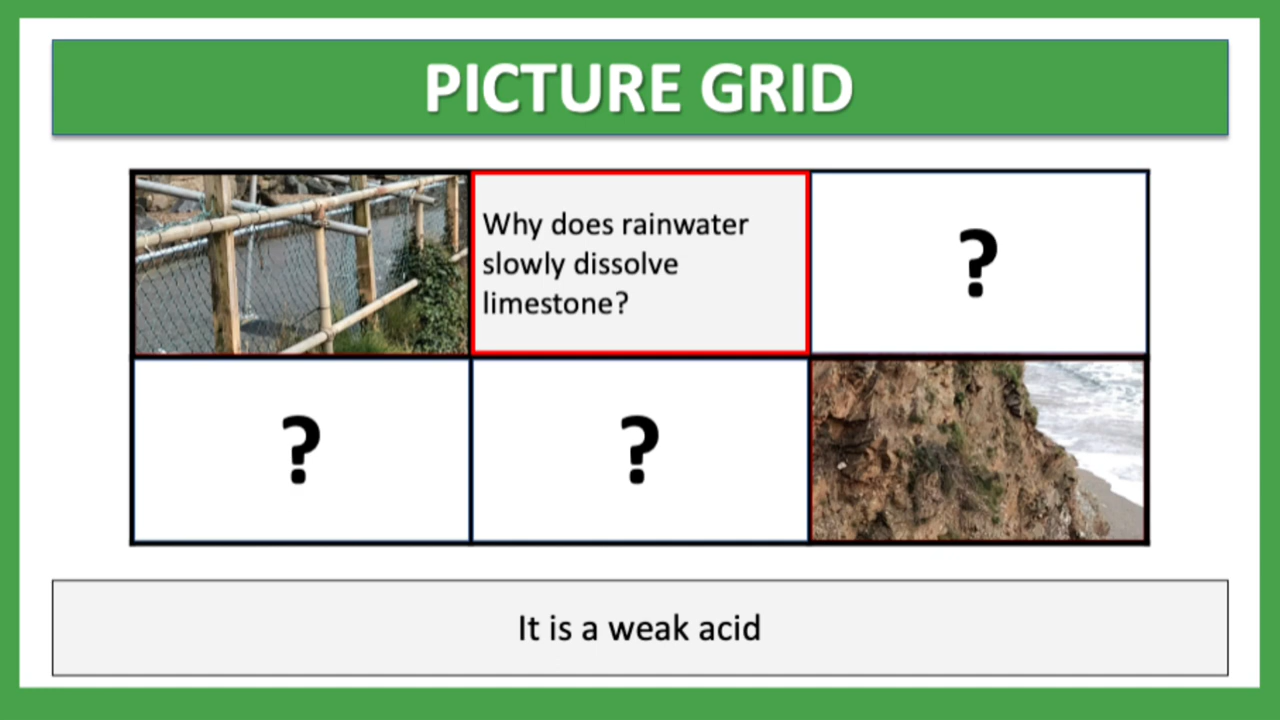 PICTURE GRID
Why does rainwater
slowly dissolve
limestone?
?
?
?
It is a weak acid